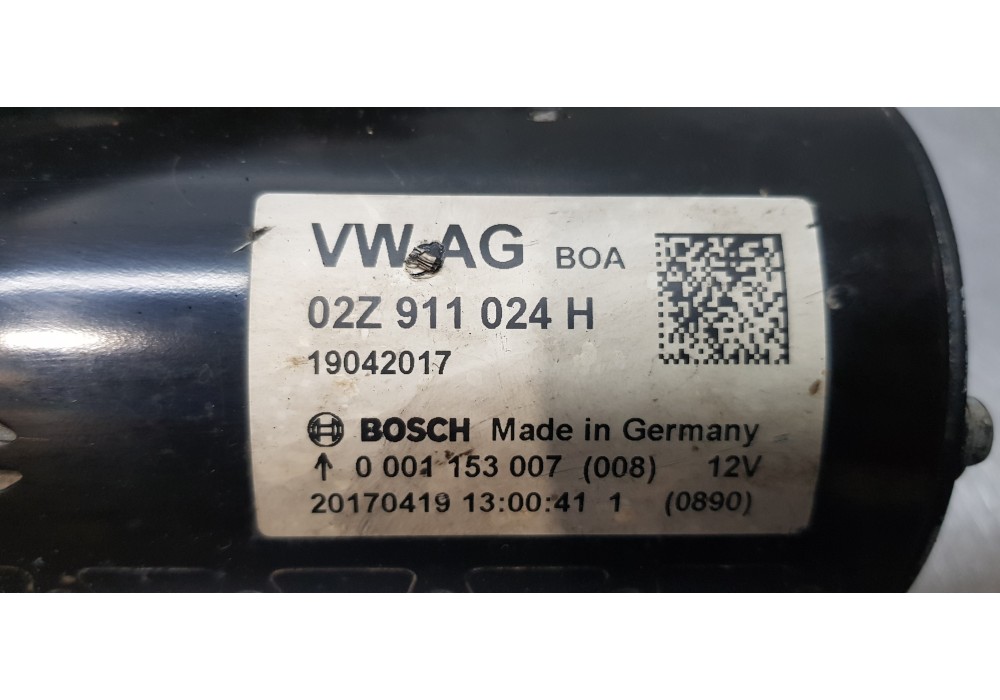 VW AG BOA
02Z 911 024 H
19042017
BOSCH Made in Germany
↑ 0 001 153 007 (008) 12V
20170419 13:00:41 1 (0890)